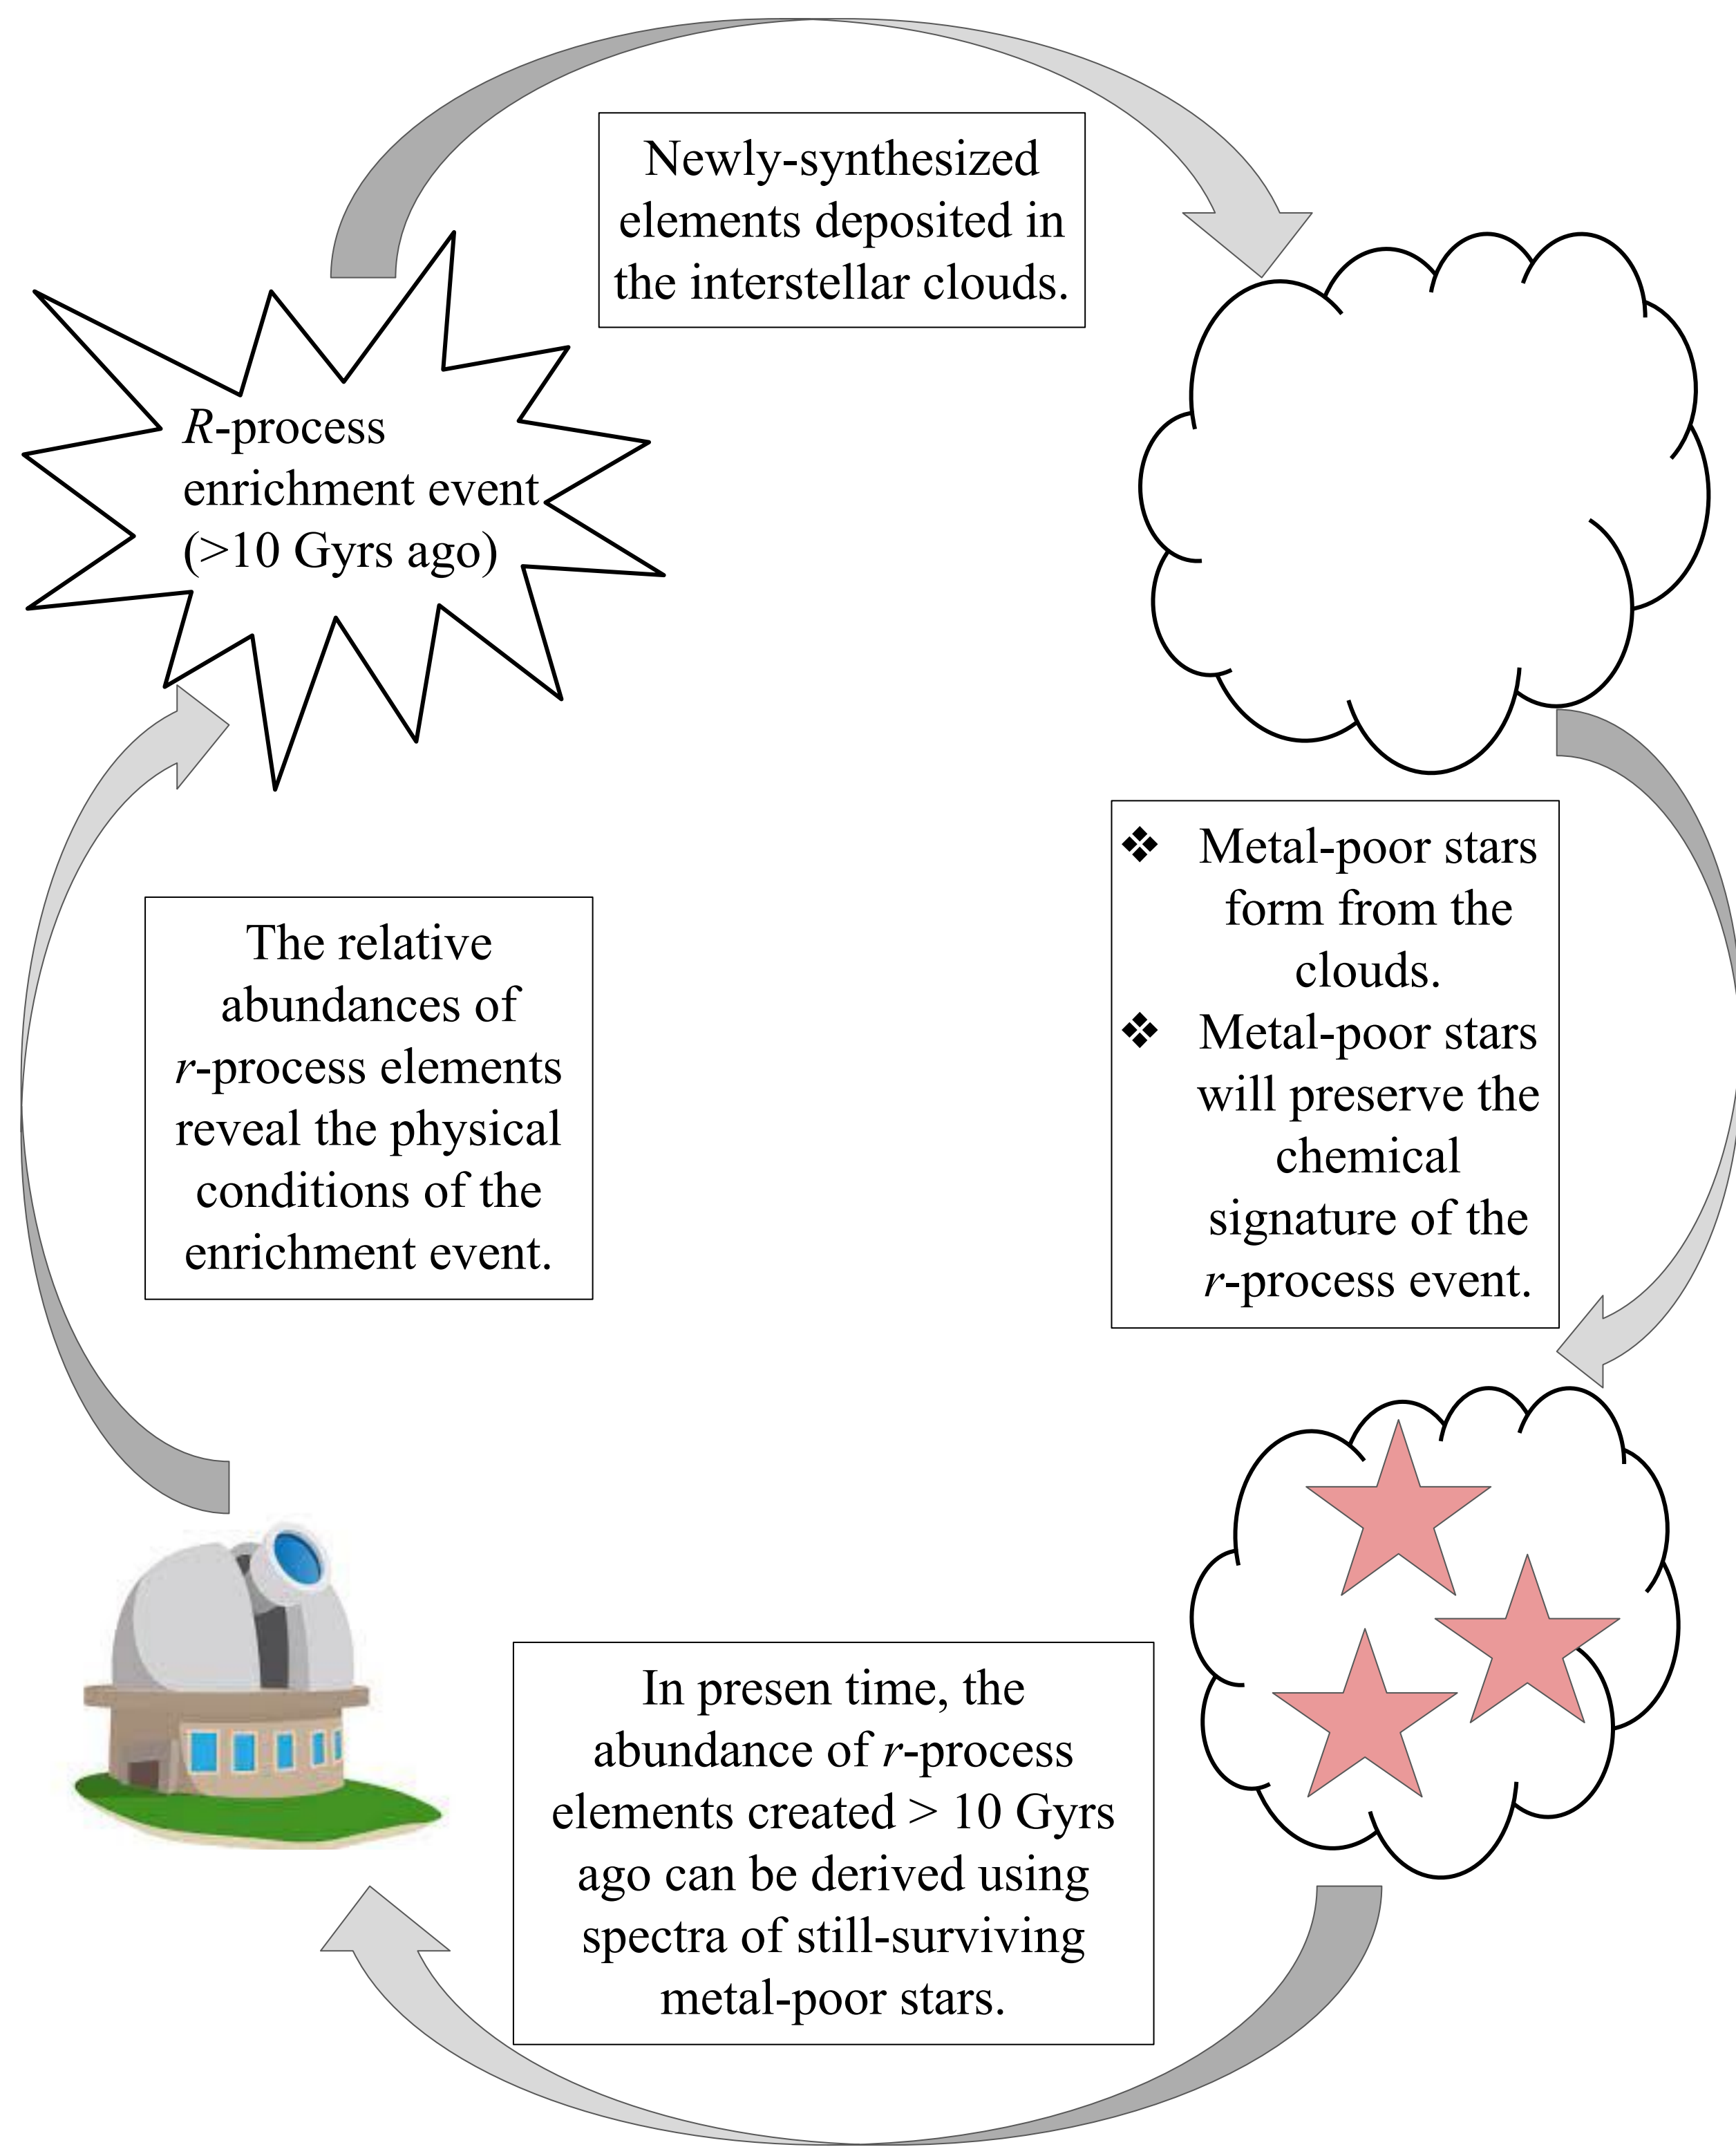 Newly-synthesized
elements deposited in
the interstellar clouds.
R-process
enrichment event
(>10 Gyrs ago)
❖ Metal-poor stars
form from the
clouds.
❖ Metal-poor stars
will preserve the
chemical
signature of the
r-process event.
The relative
abundances of
r-process elements
reveal the physical
conditions of the
enrichment event.
In presen time, the
abundance of r-process
elements created > 10 Gyrs
ago can be derived using
spectra of still-surviving
metal-poor stars.